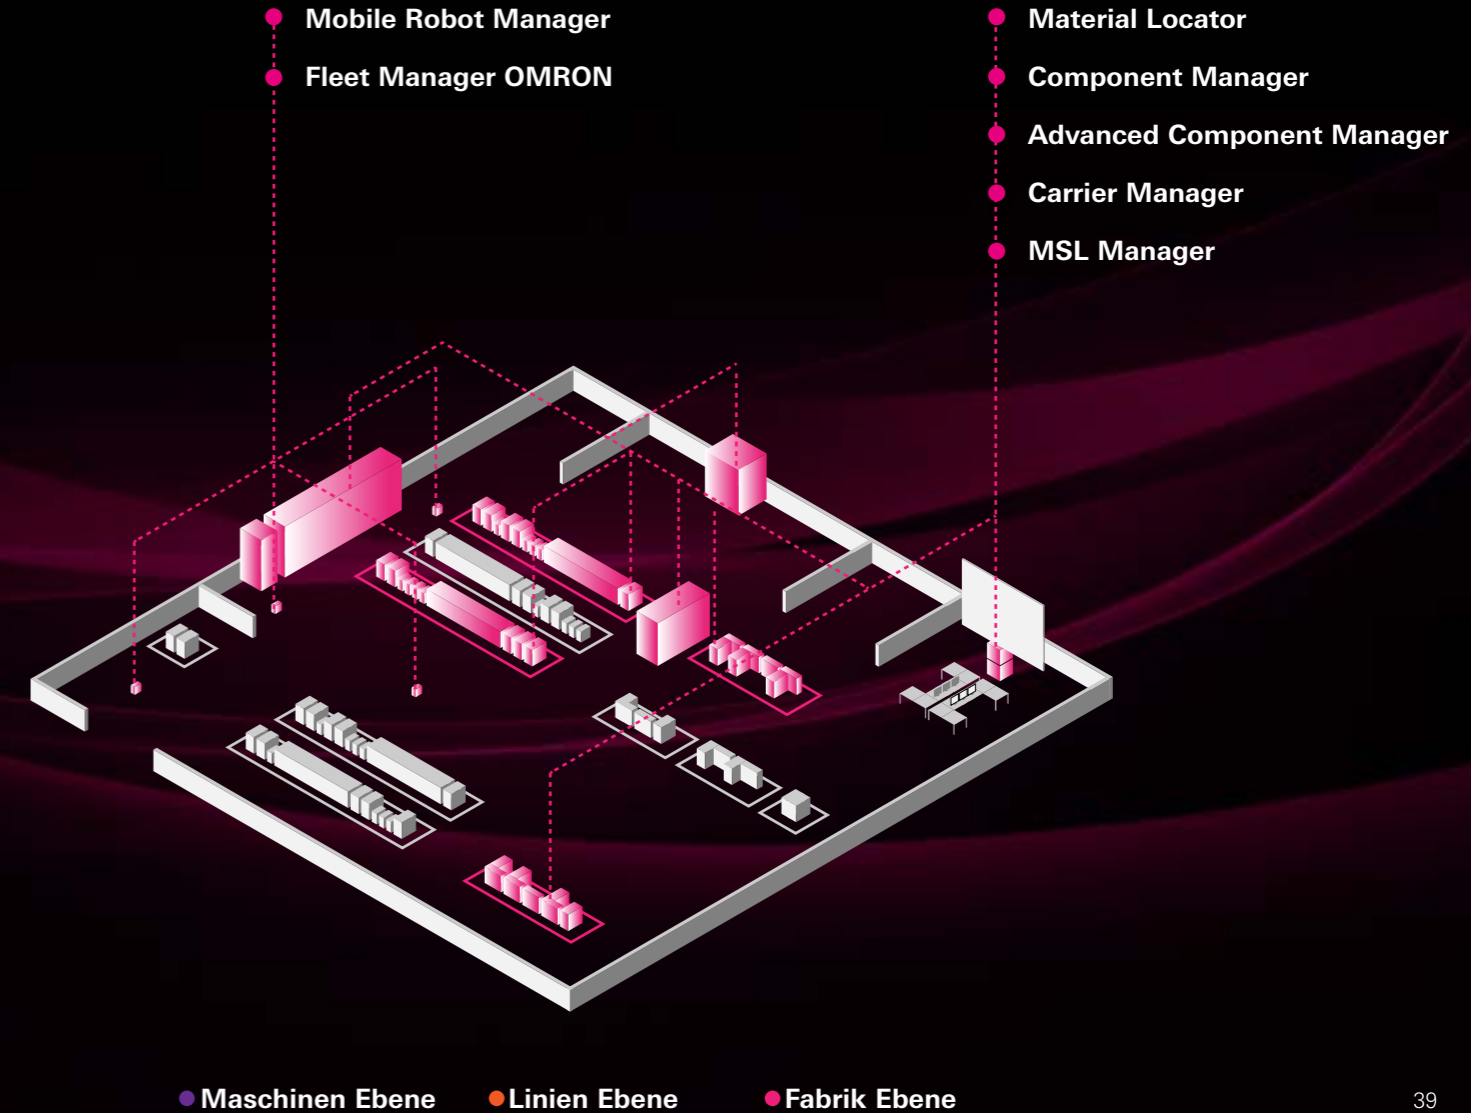 Mobile Robot Manager
Fleet Manager OMRON
Material Locator
Component Manager
Advanced Component Manager
Carrier Manager
MSL Manager
Maschinen Ebene
Linien Ebene
Fabrik Ebene
39